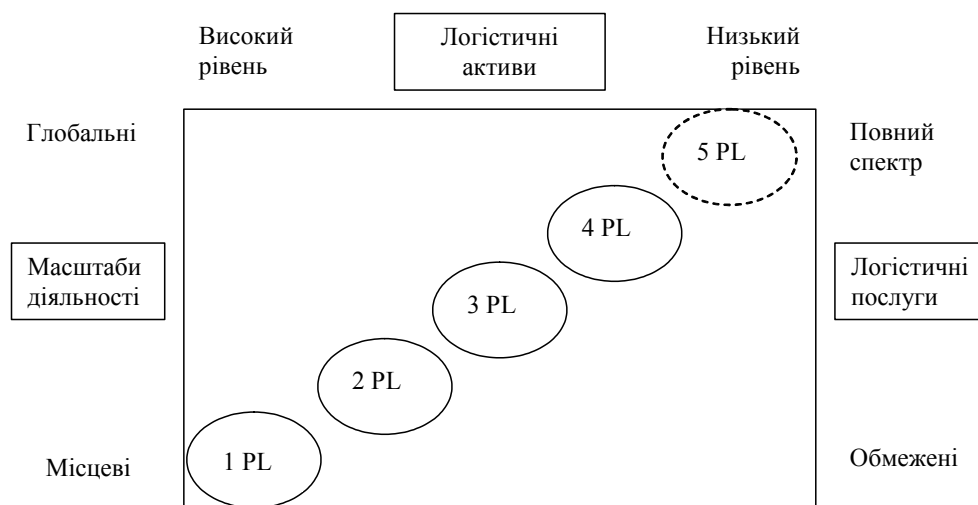 Високий
рівень
Логістичні
активи
Низький
рівень
Глобальні
5 PL
Повний
спектр
4 PL
Масштаби
діяльності
3 PL
Логістичні
послуги
2 PL
Місцеві
1 PL
Обмежені